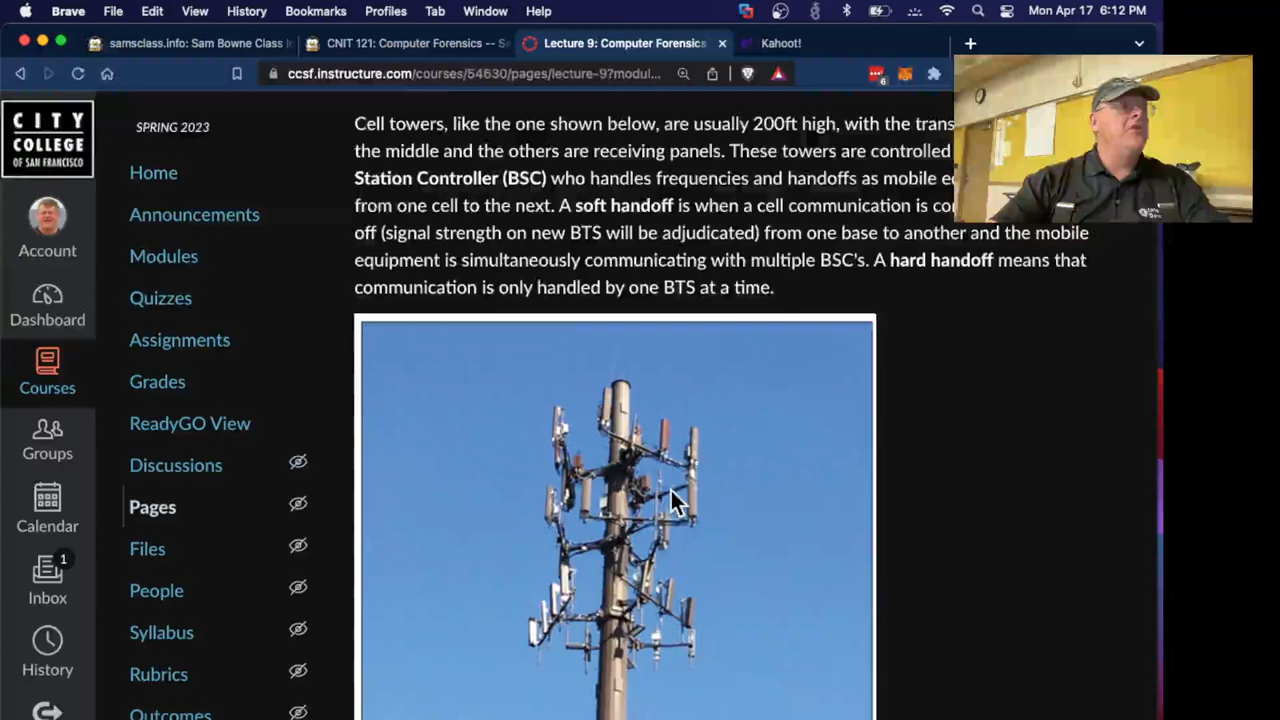 Brave File Edit View History Bookmarks Profiles Tab Window Help Mon Apr 17 6:12 PM
samsclass.info: Sam Bowne Class I
CNIT 121: Computer Forensics -- S
Lecture 9: Computer Forensics
Kahoot!
ccsf.instructure.com/courses/54630/pages/lecture-9?modul...
6
CITY
COLLEGE
OF SAN FRANCISCO
Account
Dashboard
Courses
Groups
Calendar
1
Inbox
History
SPRING 2023
Home
Announcements
Modules
Quizzes
Assignments
Grades
ReadyGO View
Discussions
Pages
Files
People
Syllabus
Rubrics
Outcomes
Cell towers, like the one shown below, are usually 200ft high, with the trans
the middle and the others are receiving panels. These towers are controlled
Station Controller (BSC) who handles frequencies and handoffs as mobile e
from one cell to the next. A soft handoff is when a cell communication is co
off (signal strength on new BTS will be adjudicated) from one base to another and the mobile
equipment is simultaneously communicating with multiple BSC's. A hard handoff means that
communication is only handled by one BTS at a time.